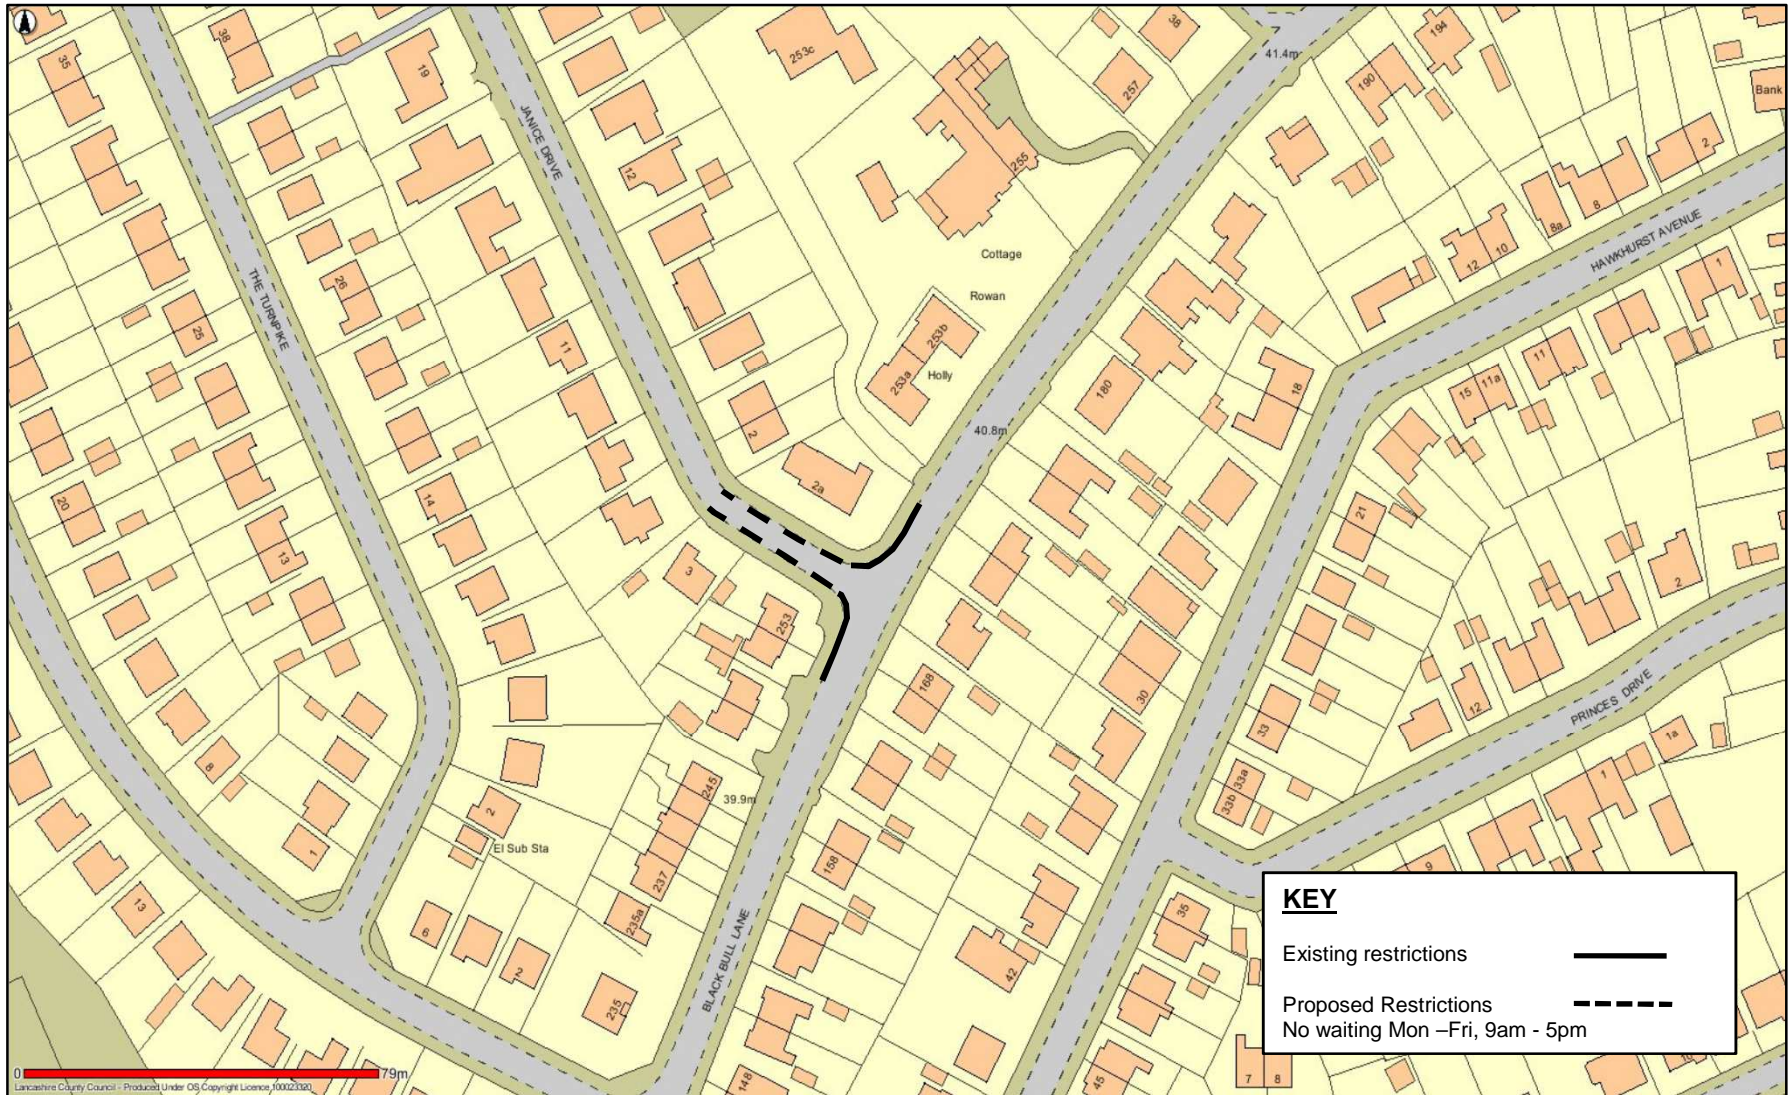 35
38
19
253c
38
257
41.4m
194
190
Bank
JANICE DRIVE
12
255
2
8
8a
10
12
HAWKHURST AVENUE
THE TURNPIKE
26
25
11
Cottage
Rowan
253b
253a
Holly
1
11
11a
15
180
18
40.8m
2
2a
20
14
13
21
3
253
2
168
30
12
33
PRINCES DRIVE
1a
8
1
33a
33b
245
39.9m
2
El Sub Sta
1
237
158
9
13
6
2
235a
235
BLACK BULL LANE
35
42
148
45
7
8
10
KEY
Existing restrictions
Proposed Restrictions
No waiting Mon –Fri, 9am - 5pm
0
79m
Lancashire County Council - Produced Under OS Copyright Licence 100023320